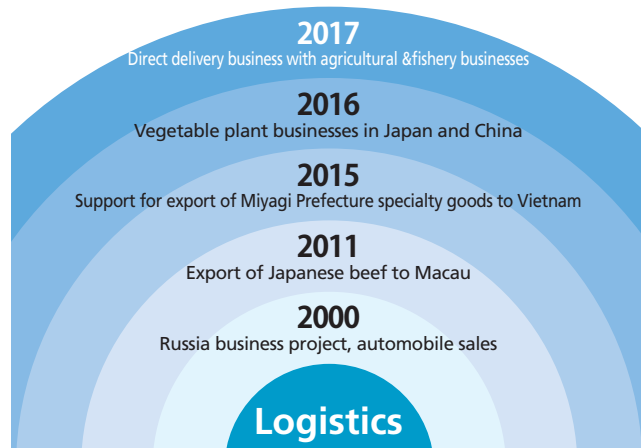 2017
Direct delivery business with agricultural &fishery businesses
2016
Vegetable plant businesses in Japan and China
2015
Support for export of Miyagi Prefecture specialty goods to Vietnam
2011
Export of Japanese beef to Macau
2000
Russia business project, automobile sales
Logistics